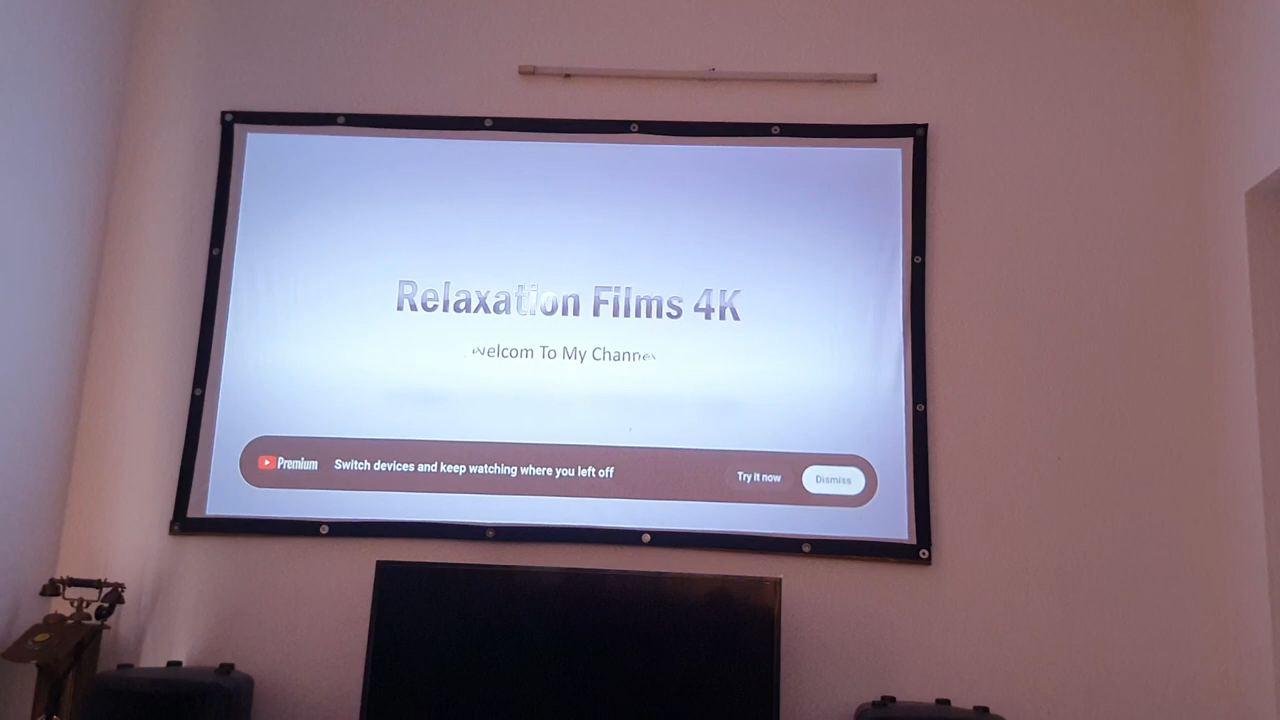 Relaxation Films 4K
Welcom To My Channel
Premium Switch devices and keep watching where you left off Try it now Dismiss